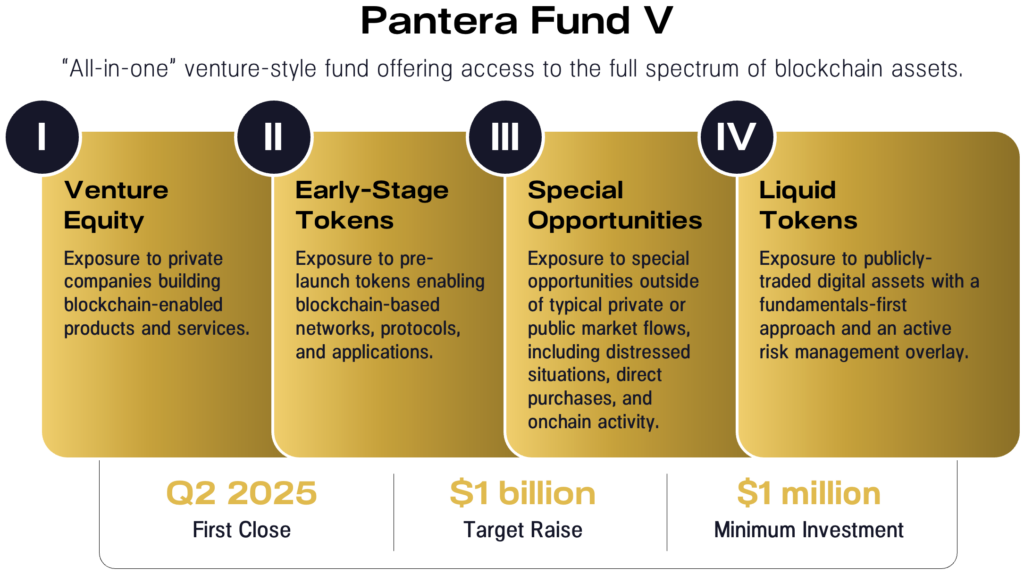 Pantera Fund V
“All-in-one” venture-style fund offering access to the full spectrum of blockchain assets.
I
Venture
Equity
Exposure to private
companies building
blockchain-enabled
products and services.
II
Early-Stage
Tokens
Exposure to pre-
launch tokens enabling
blockchain-based
networks, protocols,
and applications.
III
Special
Opportunities
Exposure to special
opportunities outside
of typical private or
public market flows,
including distressed
situations, direct
purchases, and
onchain activity.
IV
Liquid
Tokens
Exposure to publicly-
traded digital assets with a
fundamentals-first
approach and an active
risk management overlay.
Q2 2025
First Close
$1 billion
Target Raise
$1 million
Minimum Investment